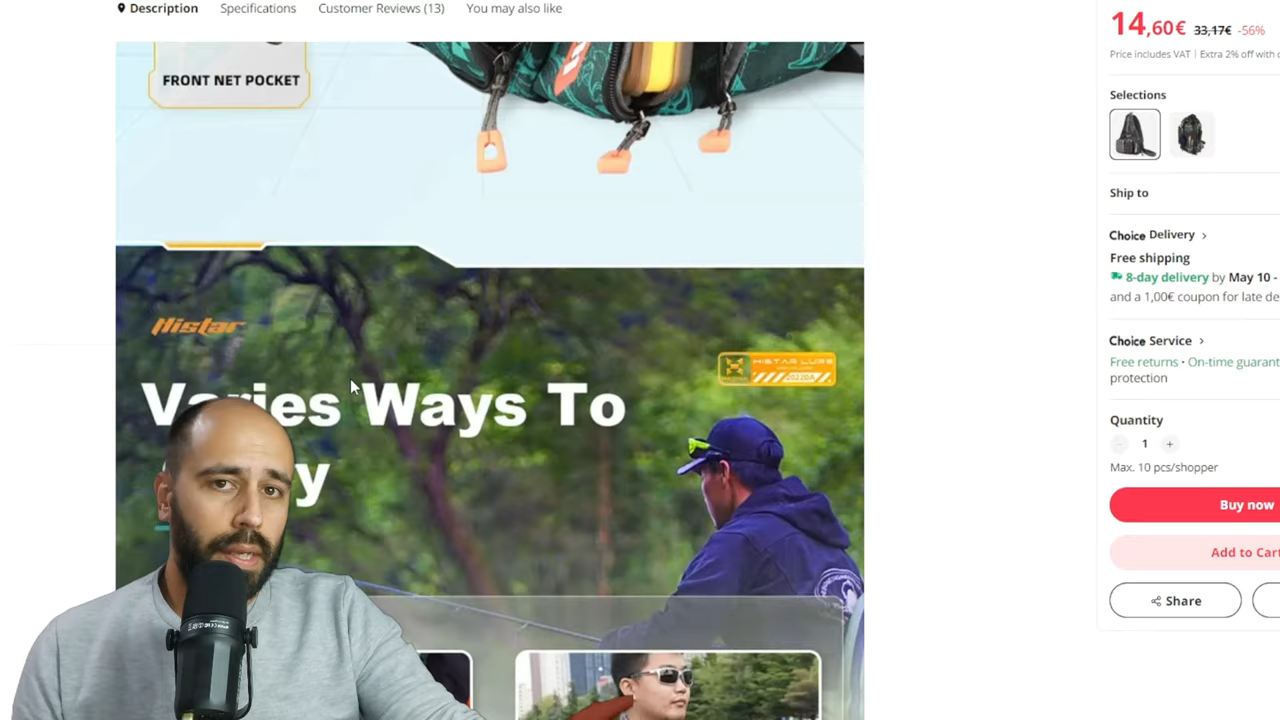 Description Specifications Customer Reviews (13) You may also like
FRONT NET POCKET
Histar
HISTAR LURE
Varies Ways To
14,60€ 33,17€ -56%
Price includes VAT | Extra 2% off with
Selections
Ship to
Choice Delivery >
Free shipping
8-day delivery by May 10 -
and a 1,00€ coupon for late de
Choice Service >
Free returns • On-time guarant
protection
Quantity
- 1 +
Max. 10 pcs/shopper
Buy now
Add to Cart
Share